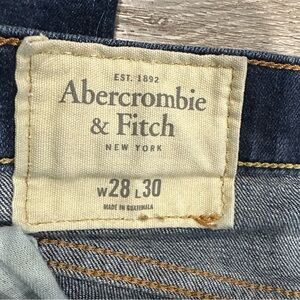 EST. 1892
Abercrombie
& Fitch
NEW YORK
W28 L30
MADE IN GUATEMALA